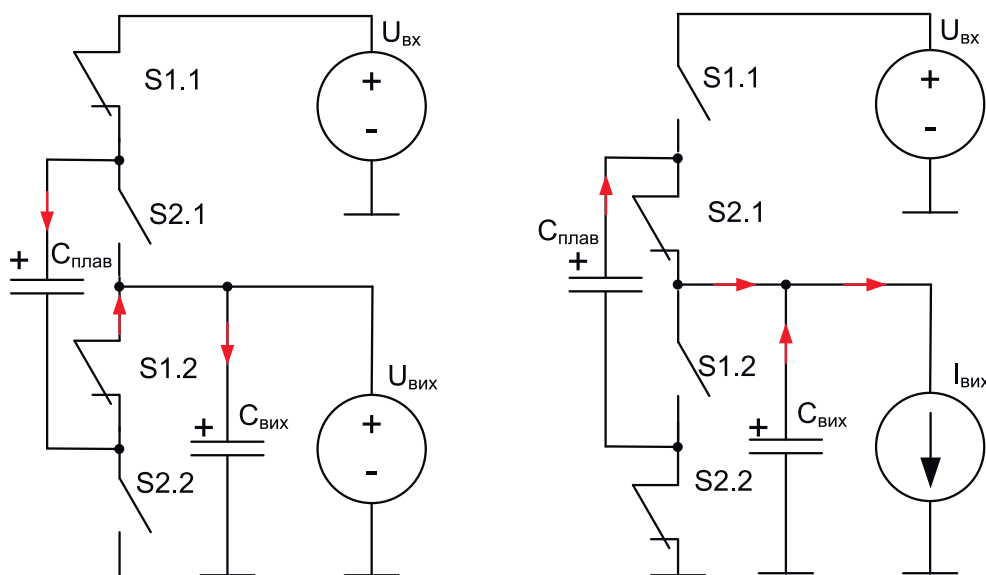 Uвх
S1.1
+
-
S2.1
+
Cплав
S1.2
Uвих
+
Cвих
+
-
S2.2
Uвх
S1.1
+
-
S2.1
Cплав
+
S1.2
Iвих
Cвих
+
S2.2